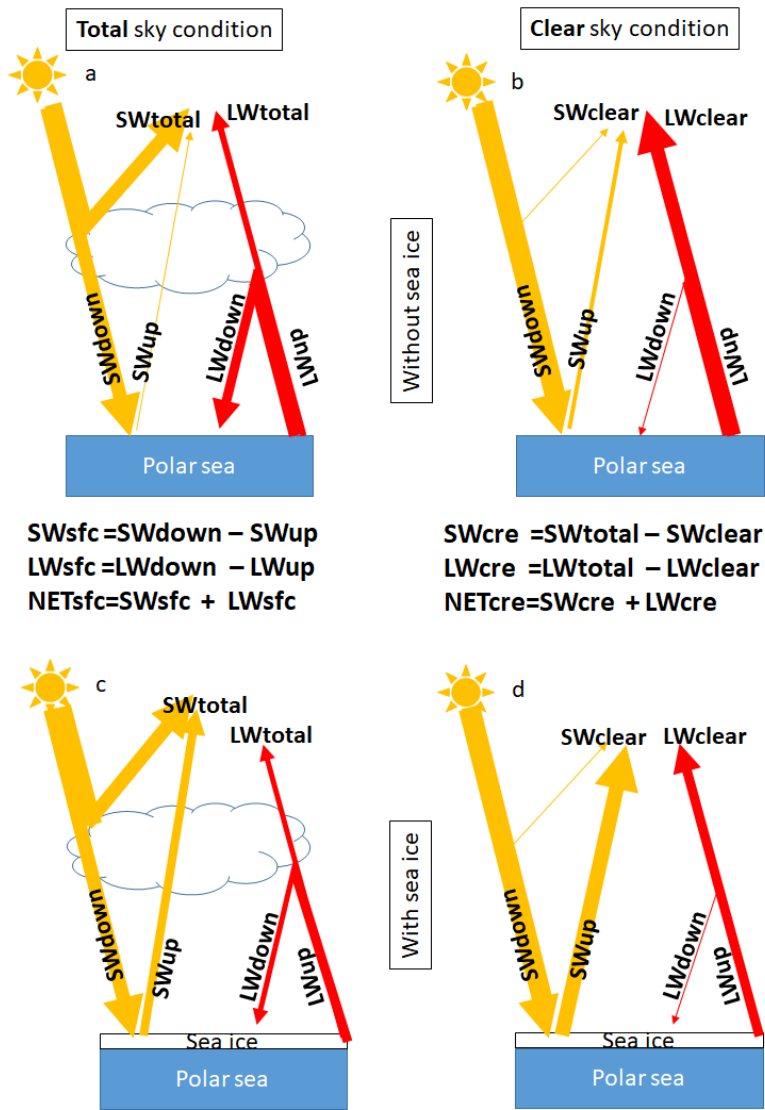 Total sky condition
Clear sky condition
a
SWtotal
LWtotal
SWdown
SWup
LWdown
LWup
Polar sea
b
SWclear
LWclear
SWdown
SWup
LWdown
LWup
Polar sea
Without sea ice
SWsfc =SWdown – SWup
LWsfc=LWdown – LWup
NETsfc=SWsfc + LWsfc
SWcre =SWtotal – SWclear
LWcre =LWtotal – LWclear
NETcre=SWcre + LWcre
c
SWtotal
LWtotal
SWdown
SWup
LWdown
LWup
Sea ice
Polar sea
With sea ice
d
SWclear
LWclear
SWdown
SWup
LWdown
LWup
Sea ice
Polar sea